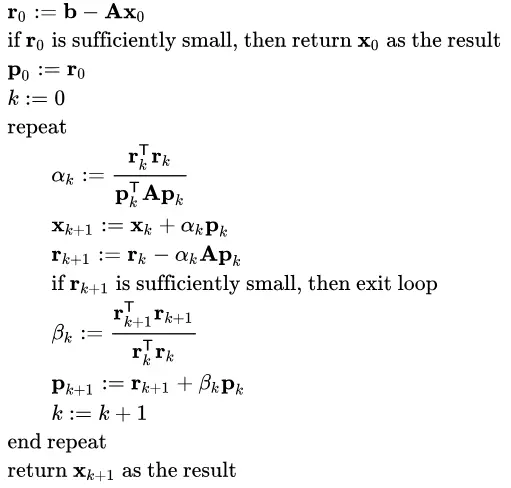 r₀ := b − Ax₀
if r₀ is sufficiently small, then return x₀ as the result
p₀ := r₀
k := 0
repeat
αₖ := rₖᵀrₖ / pₖᵀApₖ
xₖ₊₁ := xₖ + αₖpₖ
rₖ₊₁ := rₖ − αₖApₖ
if rₖ₊₁ is sufficiently small, then exit loop
βₖ := rₖ₊₁ᵀrₖ₊₁ / rₖᵀrₖ
pₖ₊₁ := rₖ₊₁ + βₖpₖ
k := k + 1
end repeat
return xₖ₊₁ as the result